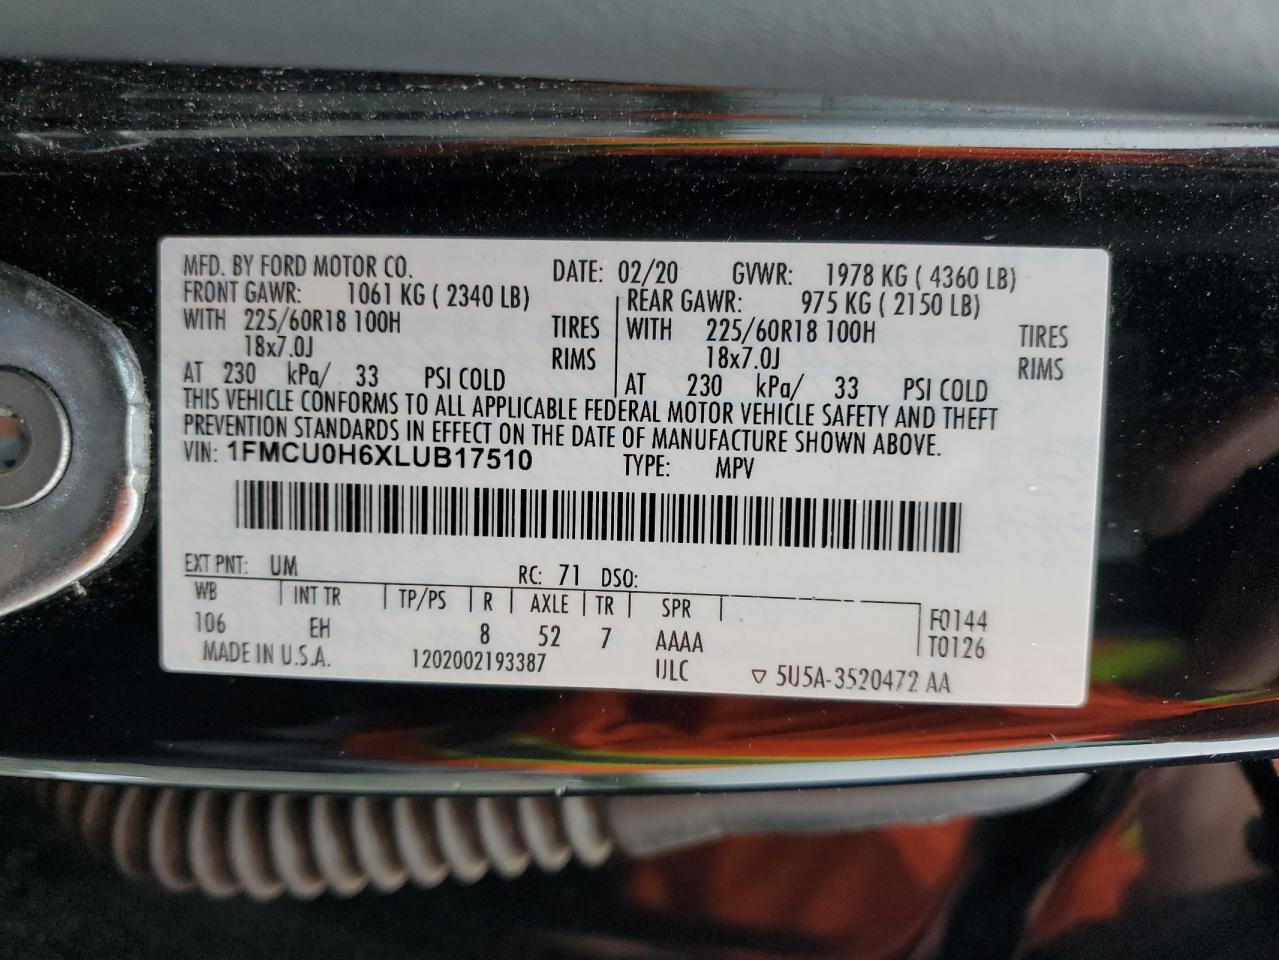 MFD. BY FORD MOTOR CO. DATE: 02/20 GVWR: 1978 KG ( 4360 LB)
FRONT GAWR: 1061 KG ( 2340 LB) REAR GAWR: 975 KG ( 2150 LB)
WITH 225/60R18 100H TIRES WITH 225/60R18 100H TIRES
18x7.0J RIMS 18x7.0J RIMS
AT 230 kPa/ 33 PSI COLD AT 230 kPa/ 33 PSI COLD
THIS VEHICLE CONFORMS TO ALL APPLICABLE FEDERAL MOTOR VEHICLE SAFETY AND THEFT
PREVENTION STANDARDS IN EFFECT ON THE DATE OF MANUFACTURE SHOWN ABOVE.
VIN: 1FMCU0H6XLUB17510 TYPE: MPV
EXT PNT: UM RC: 71 DSO:
WB INT TR TP/PS R AXLE TR SPR F0144
106 EH 8 52 7 AAAA T0126
MADE IN U.S.A. 1202002193387 UJLC ▽ 5U5A-3520472 AA